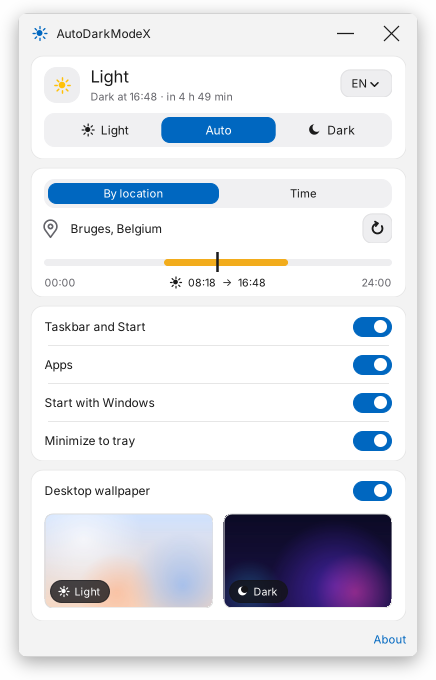 AutoDarkModeX
Light
Dark at 16:48 · in 4 h 49 min
EN
Light
Auto
Dark
By location
Time
Bruges, Belgium
00:00
08:18 → 16:48
24:00
Taskbar and Start
Apps
Start with Windows
Minimize to tray
Desktop wallpaper
Light
Dark
About